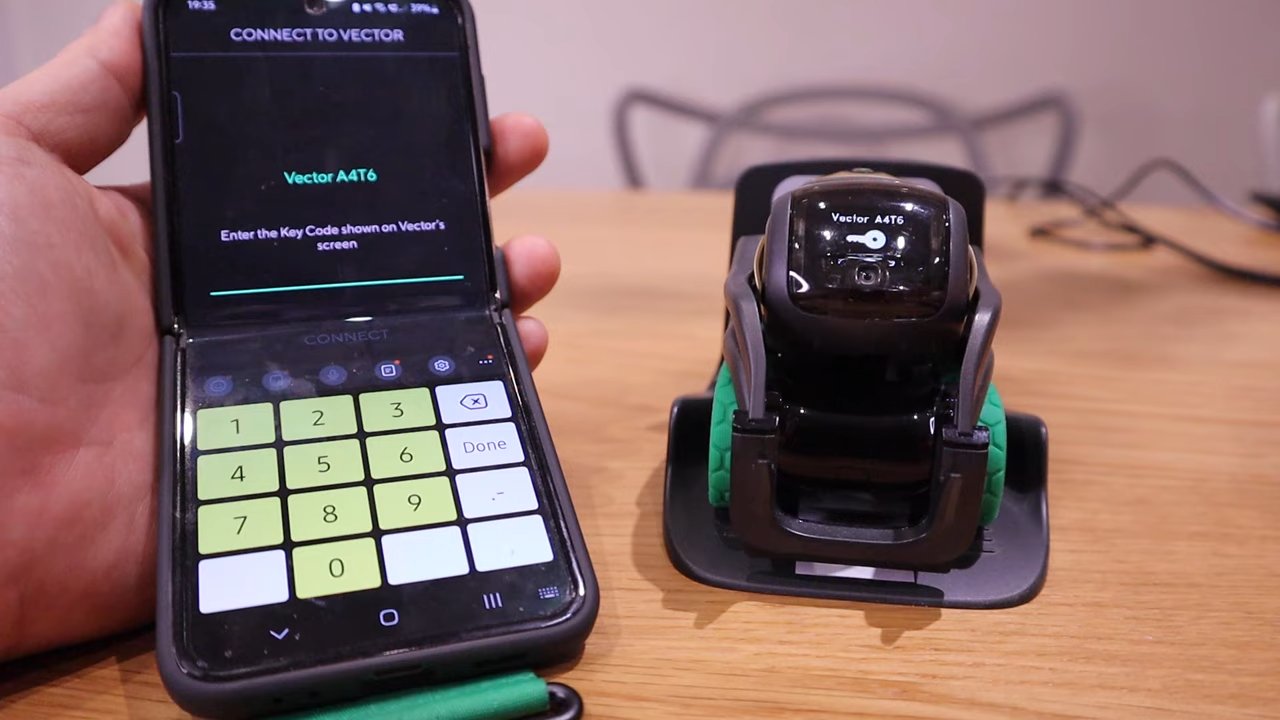 19:35
39%
CONNECT TO VECTOR
Vector A4T6
Enter the Key Code shown on Vector's
screen
CONNECT
1 2 3
4 5 6 Done
7 8 9 .-
0 ,
Vector A4T6